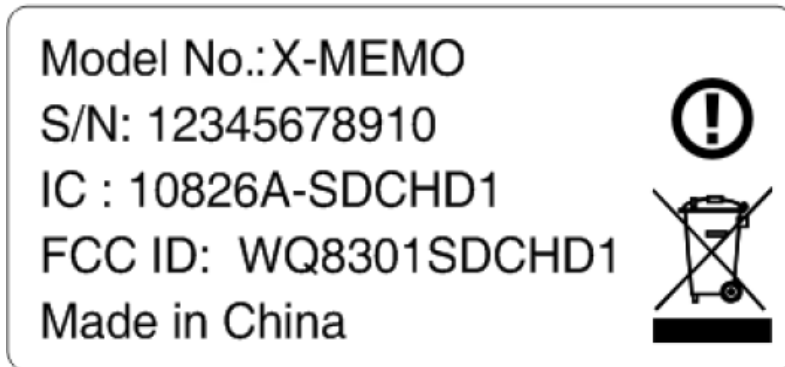 Model No.:X-MEMO
S/N: 12345678910
IC : 10826A-SDCHD1
FCC ID: WQ8301SDCHD1
Made in China